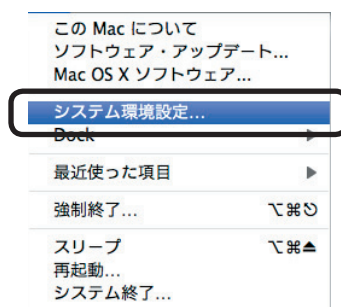 この Mac について
ソフトウェア・アップデート...
Mac OS X ソフトウェア...
システム環境設定...
Dock
最近使った項目 ▶
強制終了... ⌥⌘⎋
スリープ ⌥⌘⏏
再起動...
システム終了...